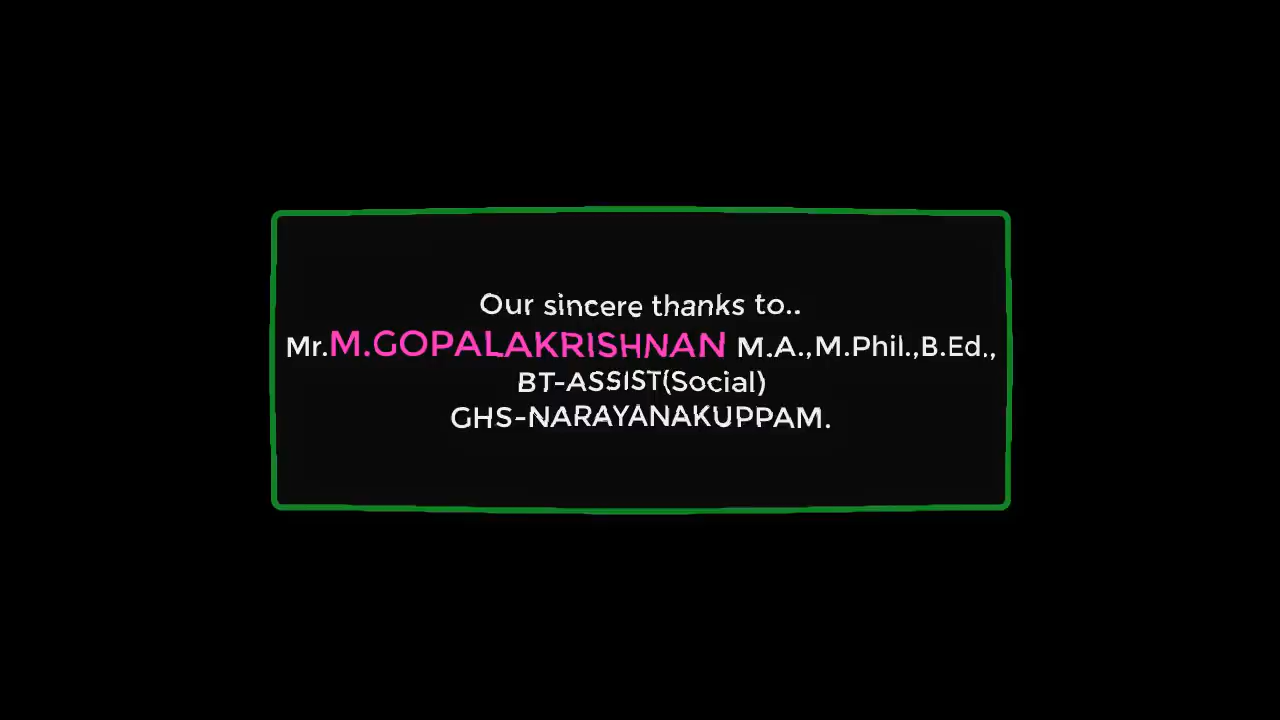 Our sincere thanks to..
Mr.M.GOPALAKRISHNAN M.A.,M.Phil.,B.Ed.,
BT-ASSIST(Social)
GHS-NARAYANAKUPPAM.